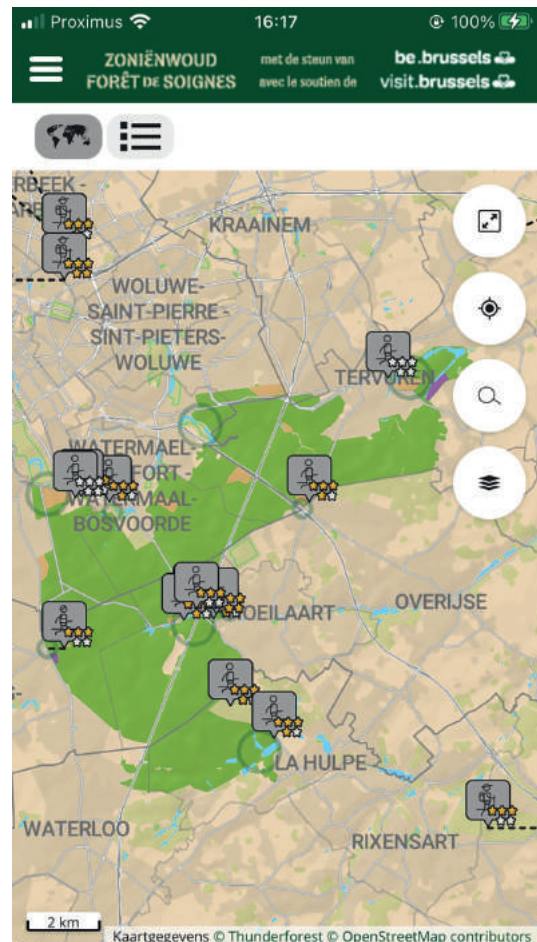 Proximus
16:17
100%
ZONIËNWOUD
FORÊT DE SOIGNES
met de steun van
avec le soutien de
be.brussels
visit.brussels
KRAAINEM
WOLUWE-
SAINT-PIERRE -
SINT-PIETERS-
WOLUWE
TERVUREN
WATERMAEL-
WATERMAAL-
BOSVOORDE
OVERIJSE
LA HULPE
WATERLOO
RIXENSART
2 km
Kaartgegevens © Thunderforest © OpenStreetMap contributors